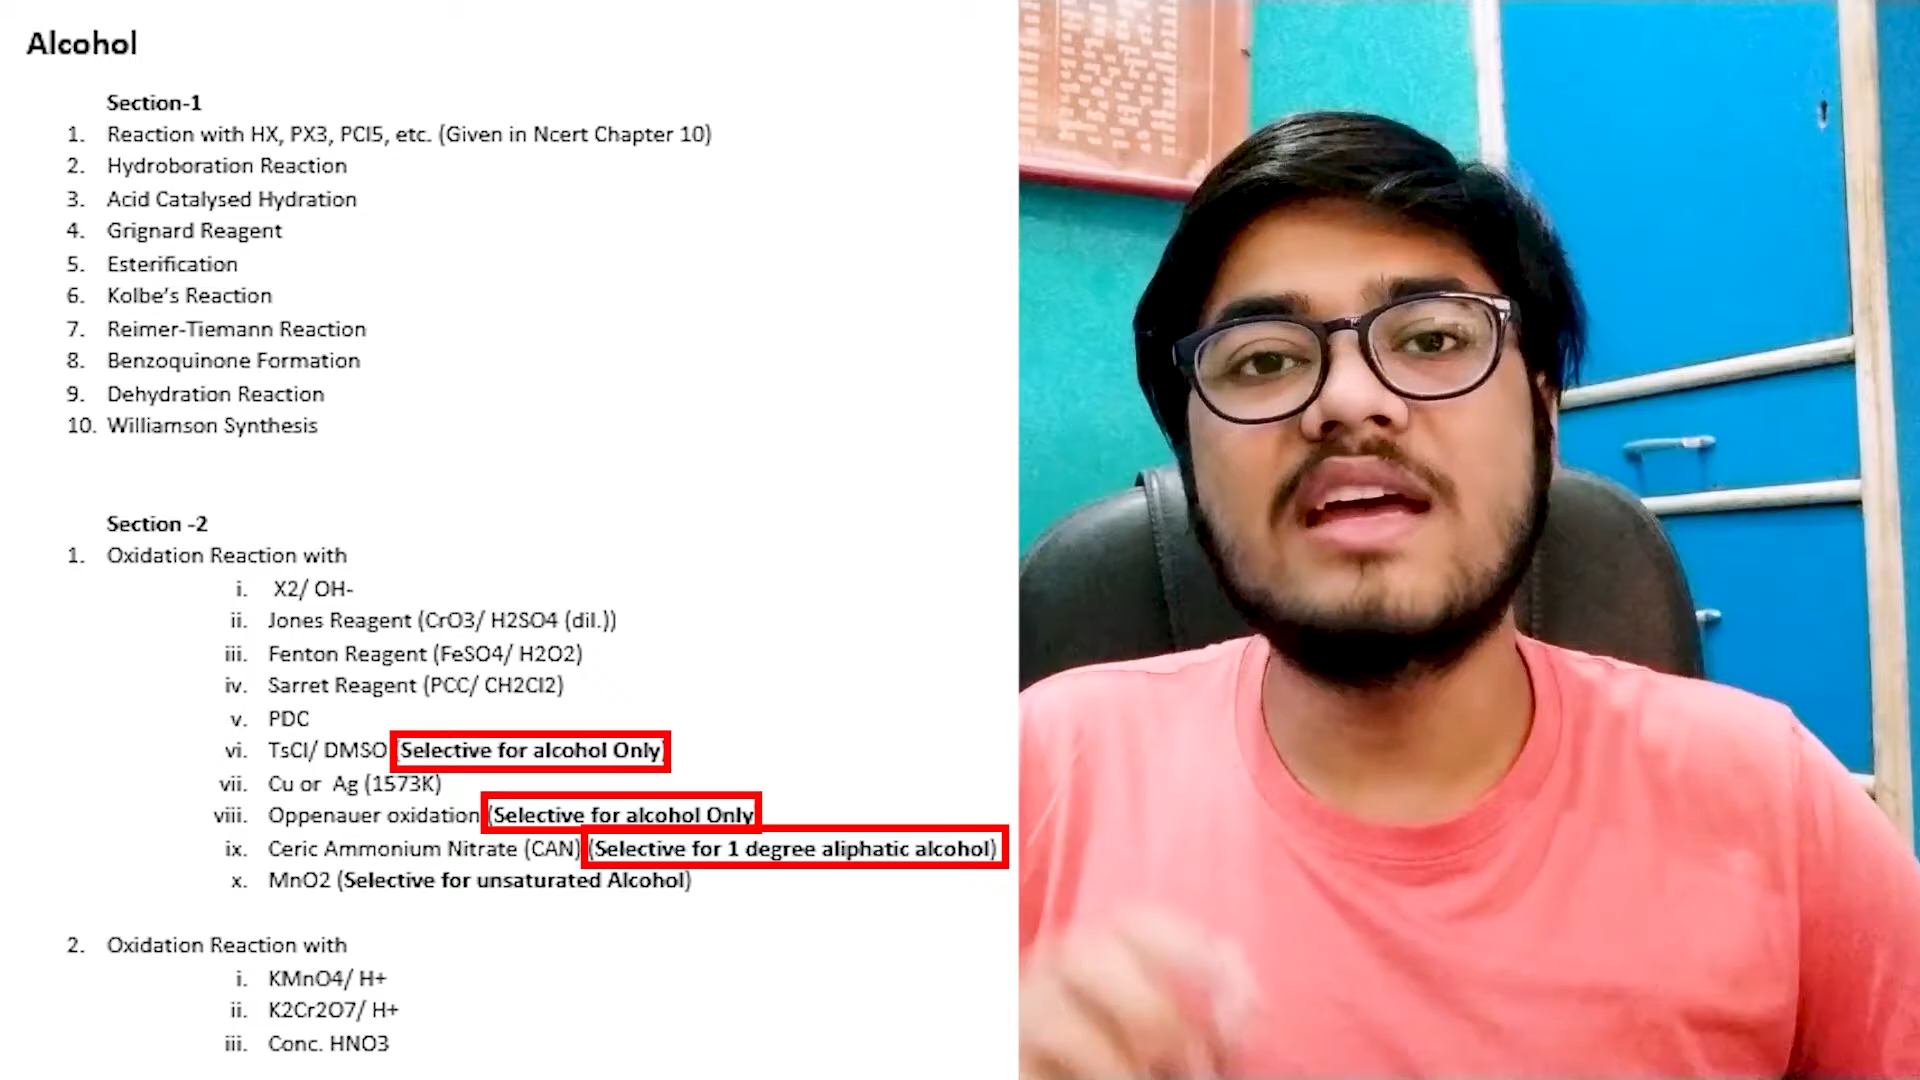 Alcohol
Section-1
1. Reaction with HX, PX3, PCl5, etc. (Given in Ncert Chapter 10)
2. Hydroboration Reaction
3. Acid Catalysed Hydration
4. Grignard Reagent
5. Esterification
6. Kolbe's Reaction
7. Reimer-Tiemann Reaction
8. Benzoquinone Formation
9. Dehydration Reaction
10. Williamson Synthesis
Section -2
1. Oxidation Reaction with
i. X2/ OH-
ii. Jones Reagent (CrO3/ H2SO4 (dil.))
iii. Fenton Reagent (FeSO4/ H2O2)
iv. Sarret Reagent (PCC/ CH2Cl2)
v. PDC
vi. TsCl/ DMSO (Selective for alcohol Only)
vii. Cu or Ag (1573K)
viii. Oppenauer oxidation (Selective for alcohol Only
ix. Ceric Ammonium Nitrate (CAN) (Selective for 1 degree aliphatic alcohol)
x. MnO2 (Selective for unsaturated Alcohol)
2. Oxidation Reaction with
i. KMnO4/ H+
ii. K2Cr2O7/ H+
iii. Conc. HNO3